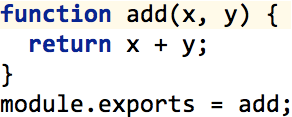 function add(x, y) {
  return x + y;
}
module.exports = add;